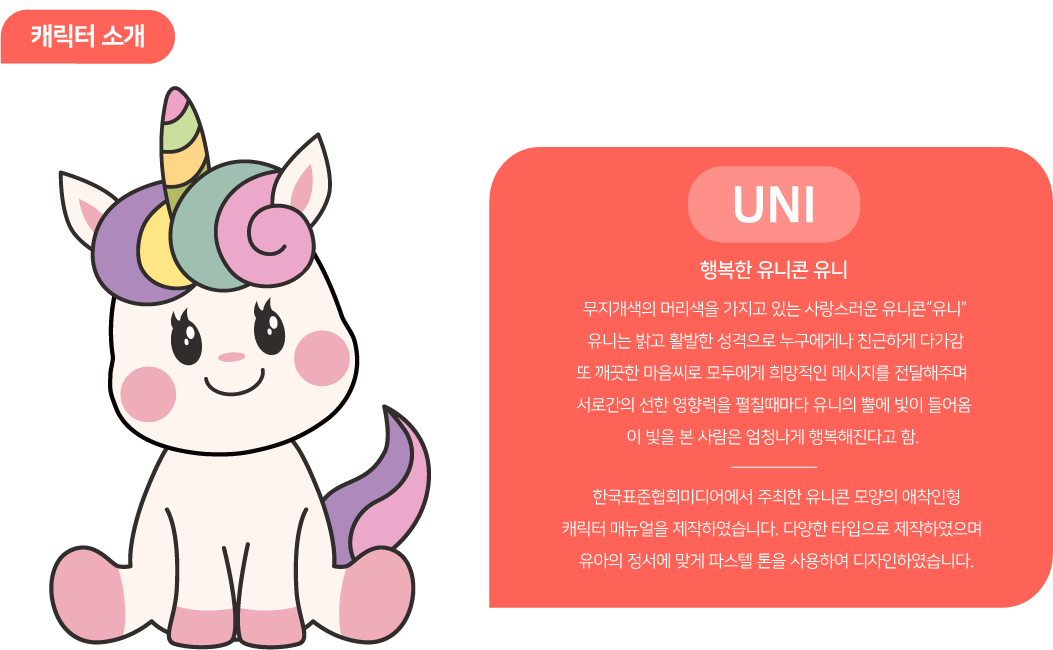 캐릭터 소개
UNI
행복한 유니콘 유니
무지개색의 머리색을 가지고 있는 사랑스러운 유니콘“유니”
유니는 밝고 활발한 성격으로 누구에게나 친근하게 다가감
또 깨끗한 마음씨로 모두에게 희망적인 메시지를 전달해주며
서로간의 선한 영향력을 펼칠때마다 유니의 뿔에 빛이 들어옴
이 빛을 본 사람은 엄청나게 행복해진다고 함.
한국표준협회미디어에서 주최한 유니콘 모양의 애착인형
캐릭터 매뉴얼을 제작하였습니다. 다양한 타입으로 제작하였으며
유아의 정서에 맞게 파스텔 톤을 사용하여 디자인하였습니다.